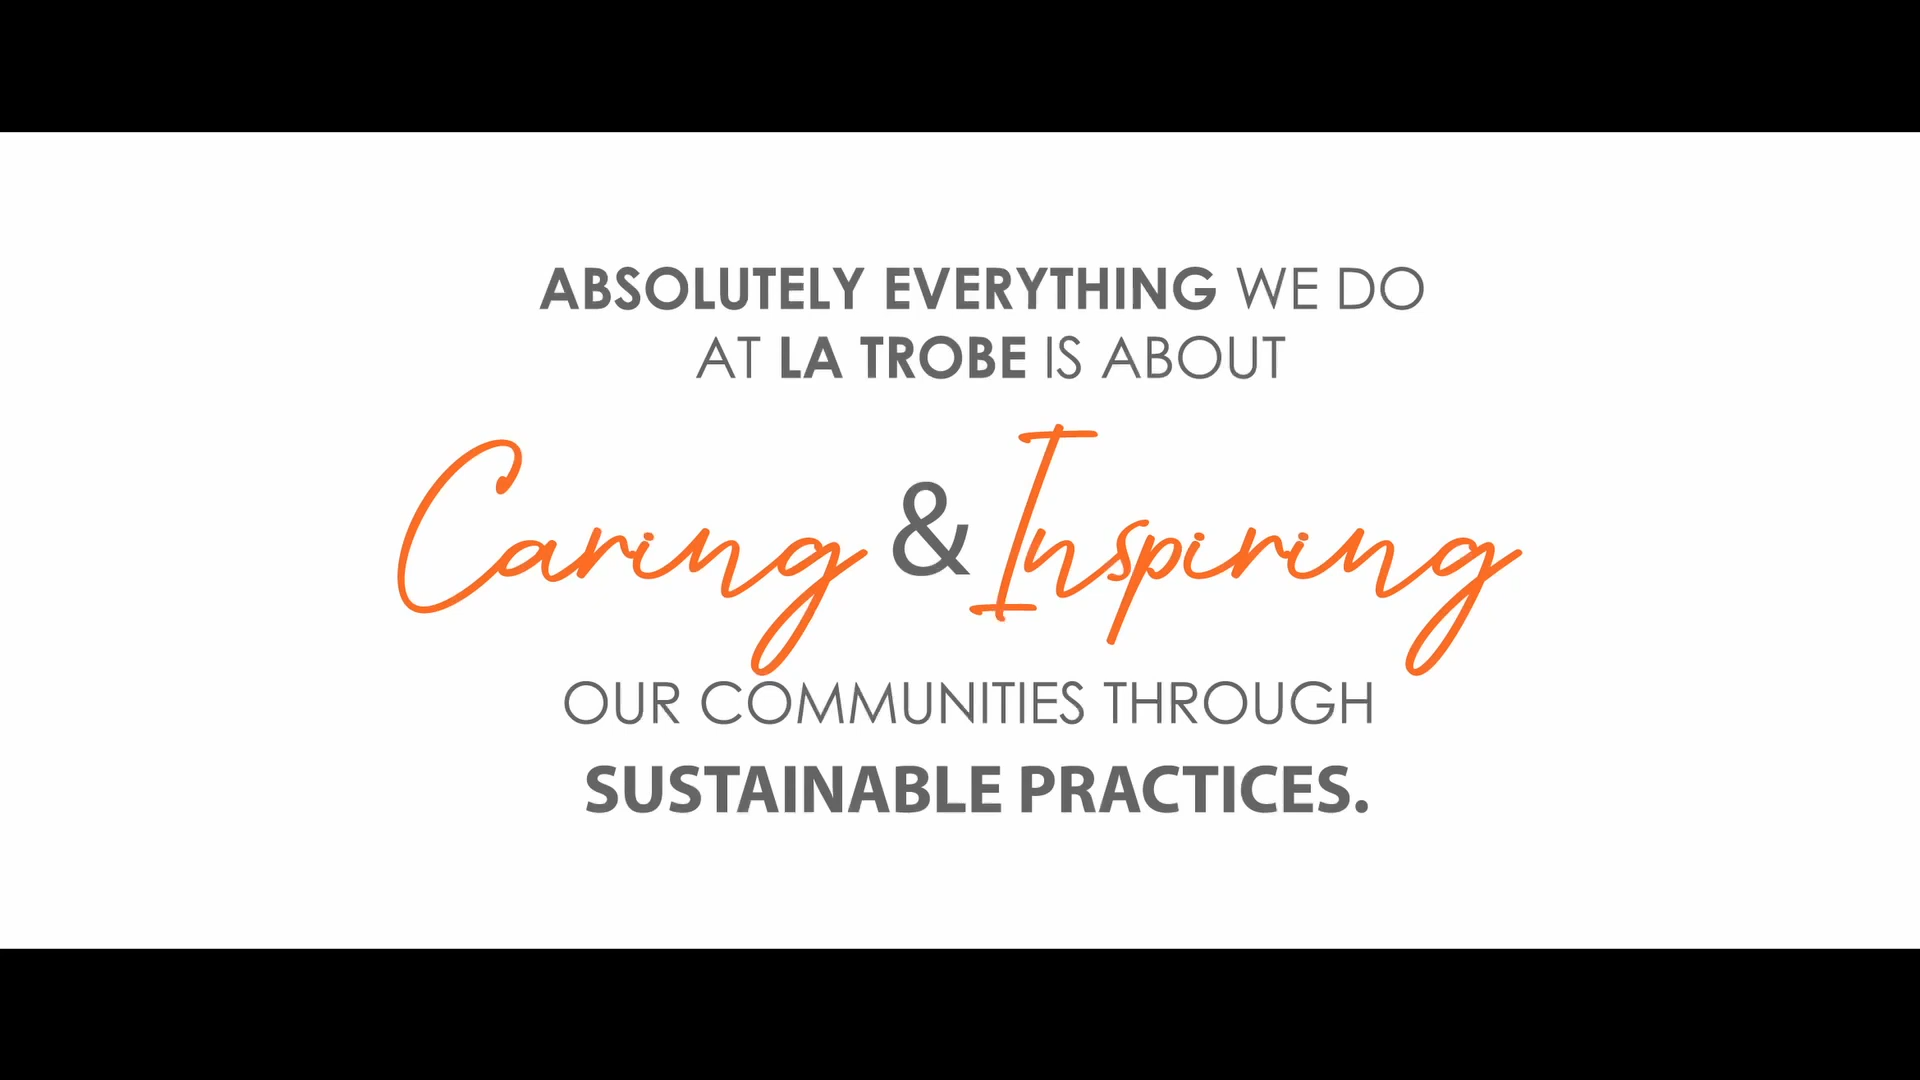 ABSOLUTELY EVERYTHING WE DO
AT LA TROBE IS ABOUT
Caring & Inspiring
OUR COMMUNITIES THROUGH
SUSTAINABLE PRACTICES.